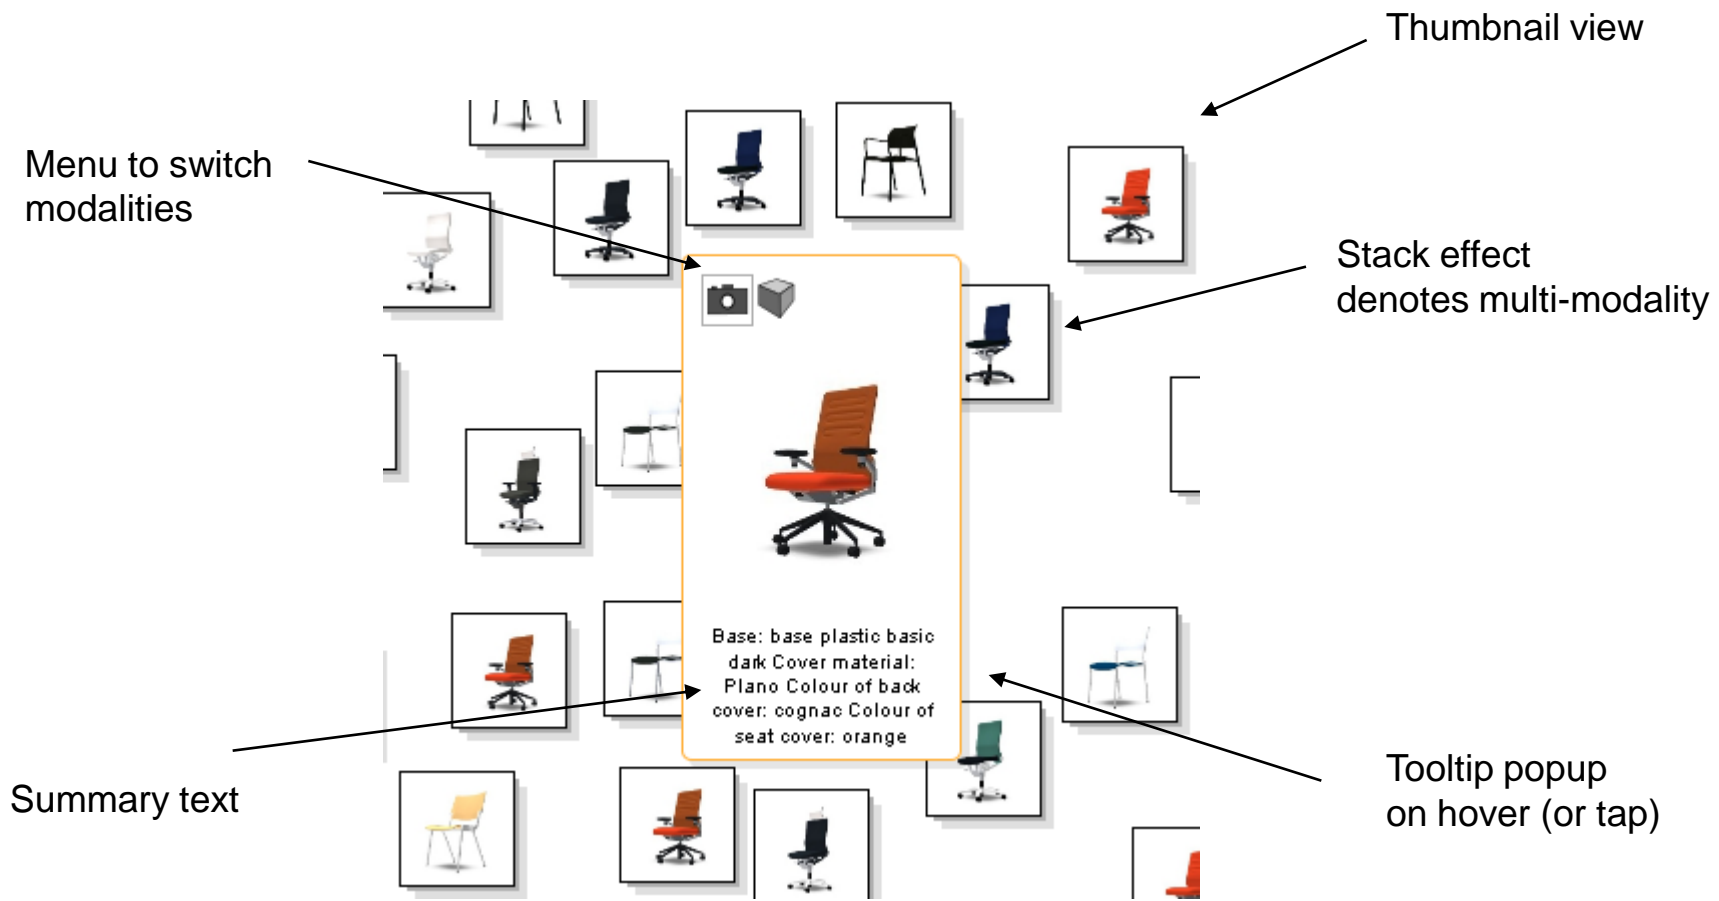 Thumbnail view
Menu to switch
modalities
Stack effect
denotes multi-modality
Base: base plastic basic
dark Cover material:
Plano Colour of back
cover: cognac Colour of
seat cover: orange
Summary text
Tooltip popup
on hover (or tap)